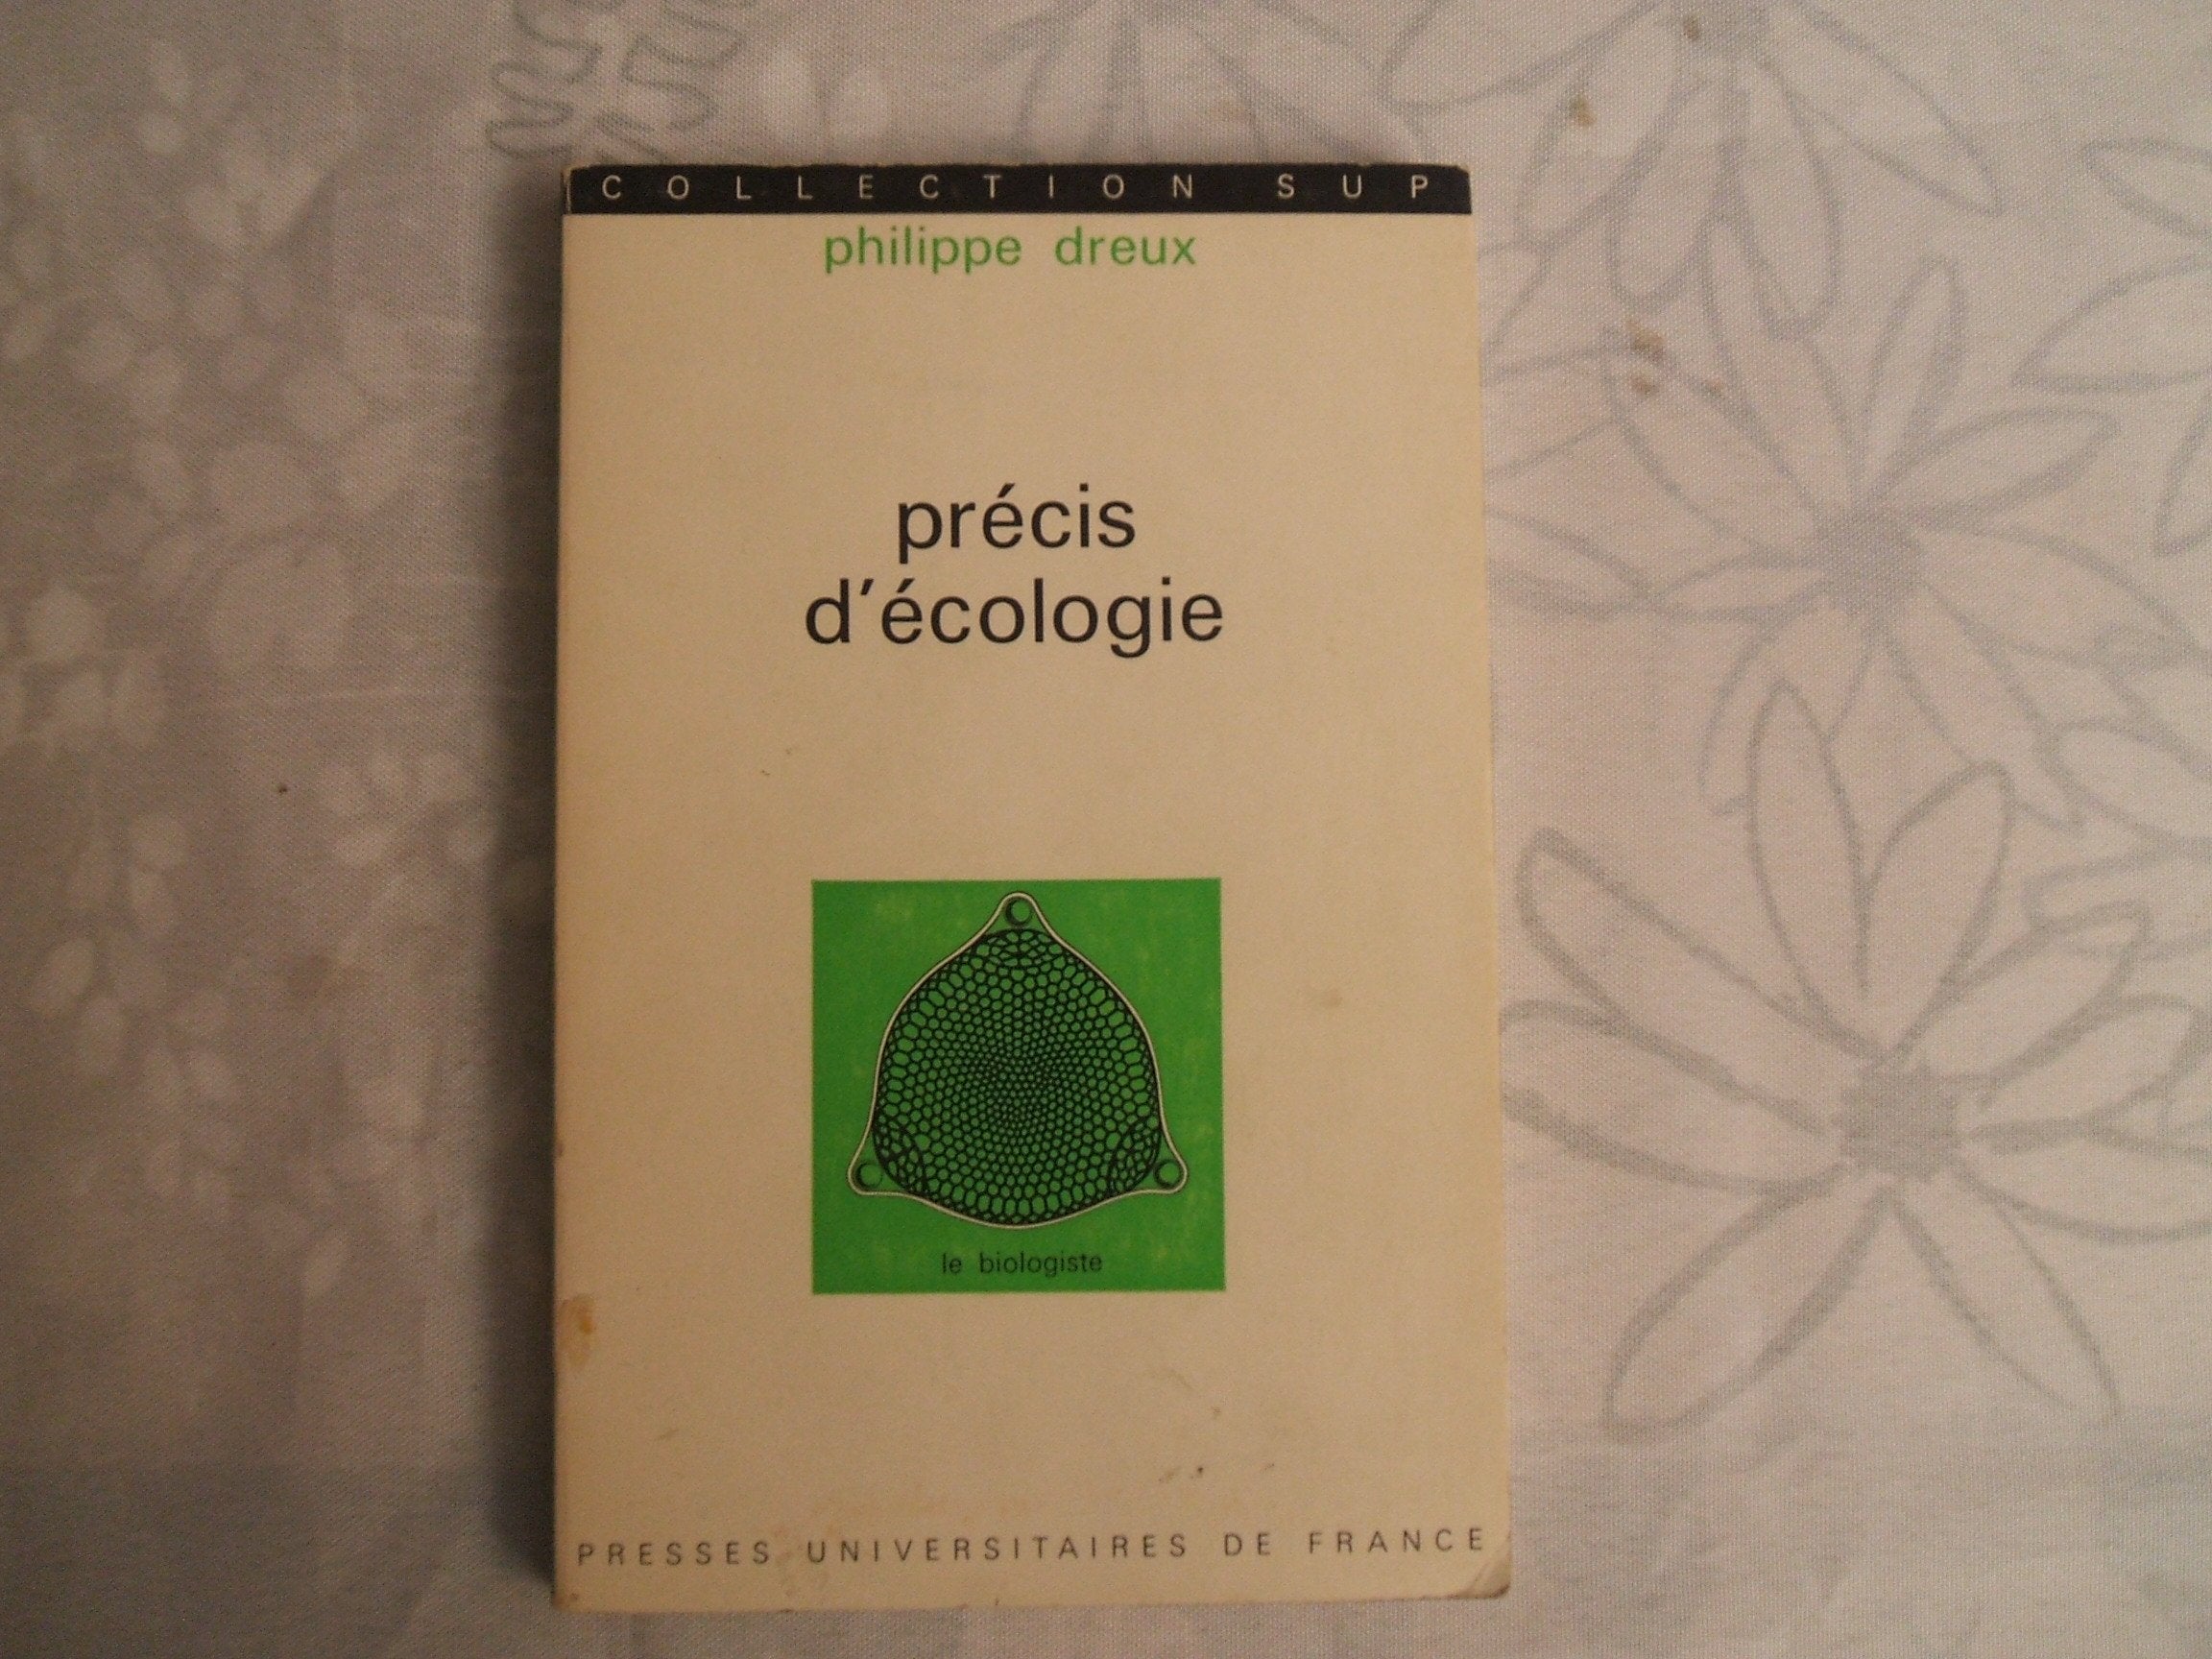 COLLECTION SUP
philippe dreux
précis
d'écologie
le biologiste
PRESSES UNIVERSITAIRES DE FRANCE